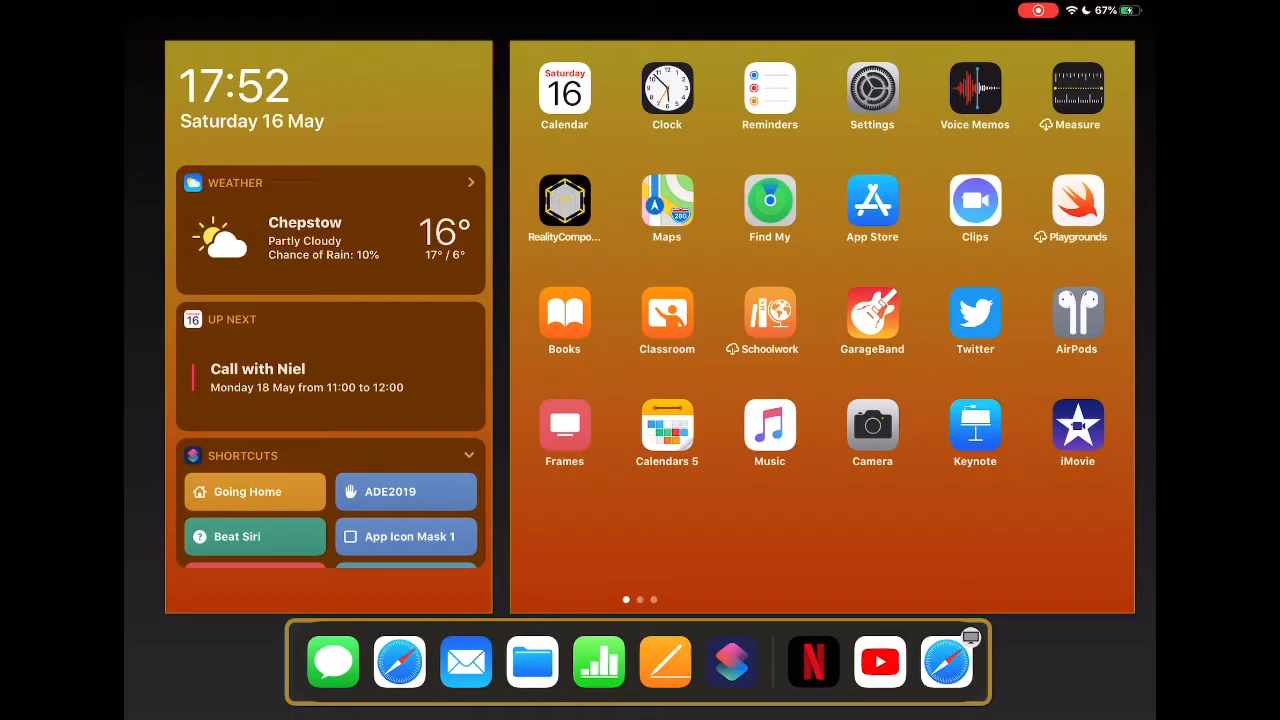 67%
17:52
Saturday 16 May
WEATHER
Chepstow
Partly Cloudy
Chance of Rain: 10%
16°
17° / 6°
16
UP NEXT
Call with Niel
Monday 18 May from 11:00 to 12:00
SHORTCUTS
Going Home
ADE2019
Beat Siri
App Icon Mask 1
Saturday
16
Calendar
Clock
Reminders
Settings
Voice Memos
Measure
RealityCompo...
280
Maps
Find My
App Store
Clips
Playgrounds
Books
Classroom
Schoolwork
GarageBand
Twitter
AirPods
Frames
Calendars 5
Music
Camera
Keynote
iMovie
N